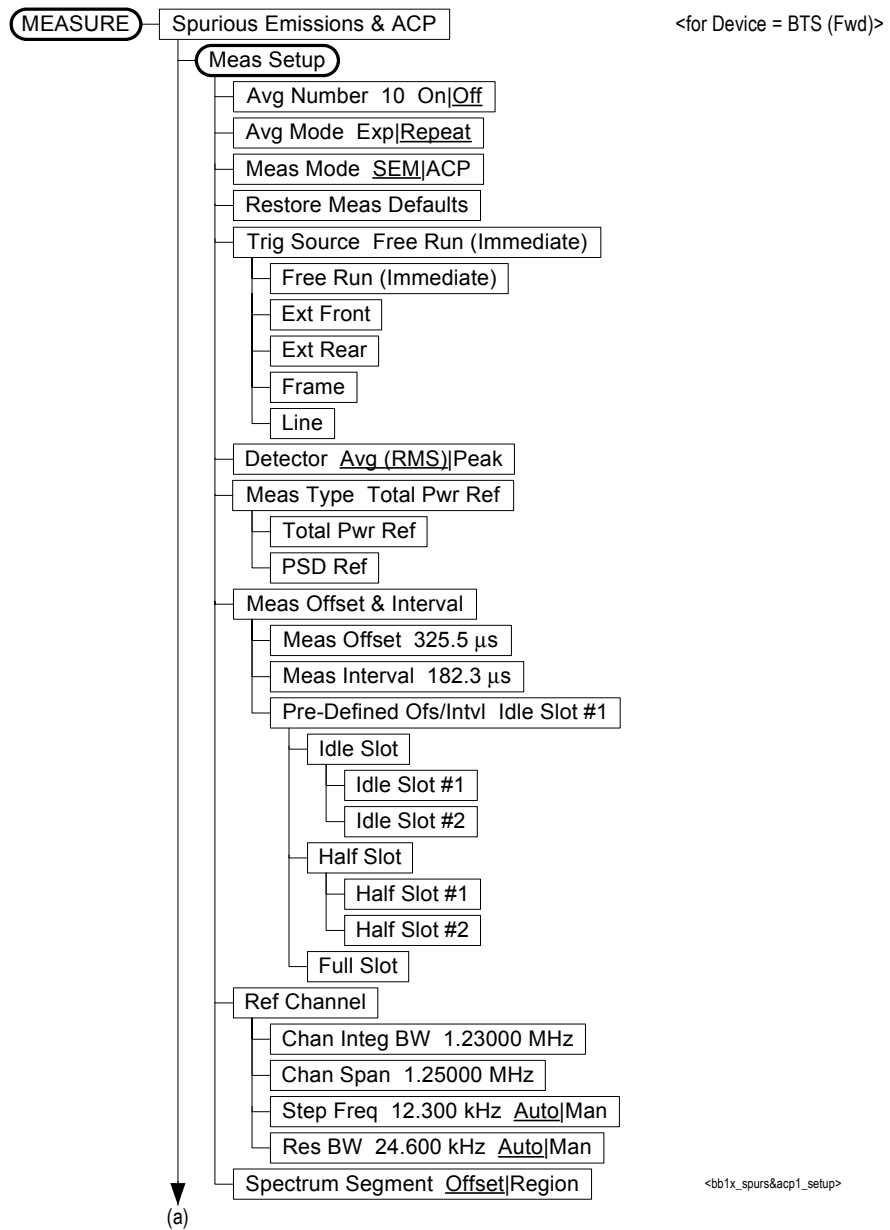 MEASURE Spurious Emissions & ACP <for Device = BTS (Fwd)>
Meas Setup
Avg Number 10 On|Off
Avg Mode Exp|Repeat
Meas Mode SEM|ACP
Restore Meas Defaults
Trig Source Free Run (Immediate)
Free Run (Immediate)
Ext Front
Ext Rear
Frame
Line
Detector Avg (RMS)|Peak
Meas Type Total Pwr Ref
Total Pwr Ref
PSD Ref
Meas Offset & Interval
Meas Offset 325.5 μs
Meas Interval 182.3 μs
Pre-Defined Ofs/Intvl Idle Slot #1
Idle Slot
Idle Slot #1
Idle Slot #2
Half Slot
Half Slot #1
Half Slot #2
Full Slot
Ref Channel
Chan Integ BW 1.23000 MHz
Chan Span 1.25000 MHz
Step Freq 12.300 kHz Auto|Man
Res BW 24.600 kHz Auto|Man
Spectrum Segment Offset|Region <bb1x_spurs&acp1_setup>
(a)